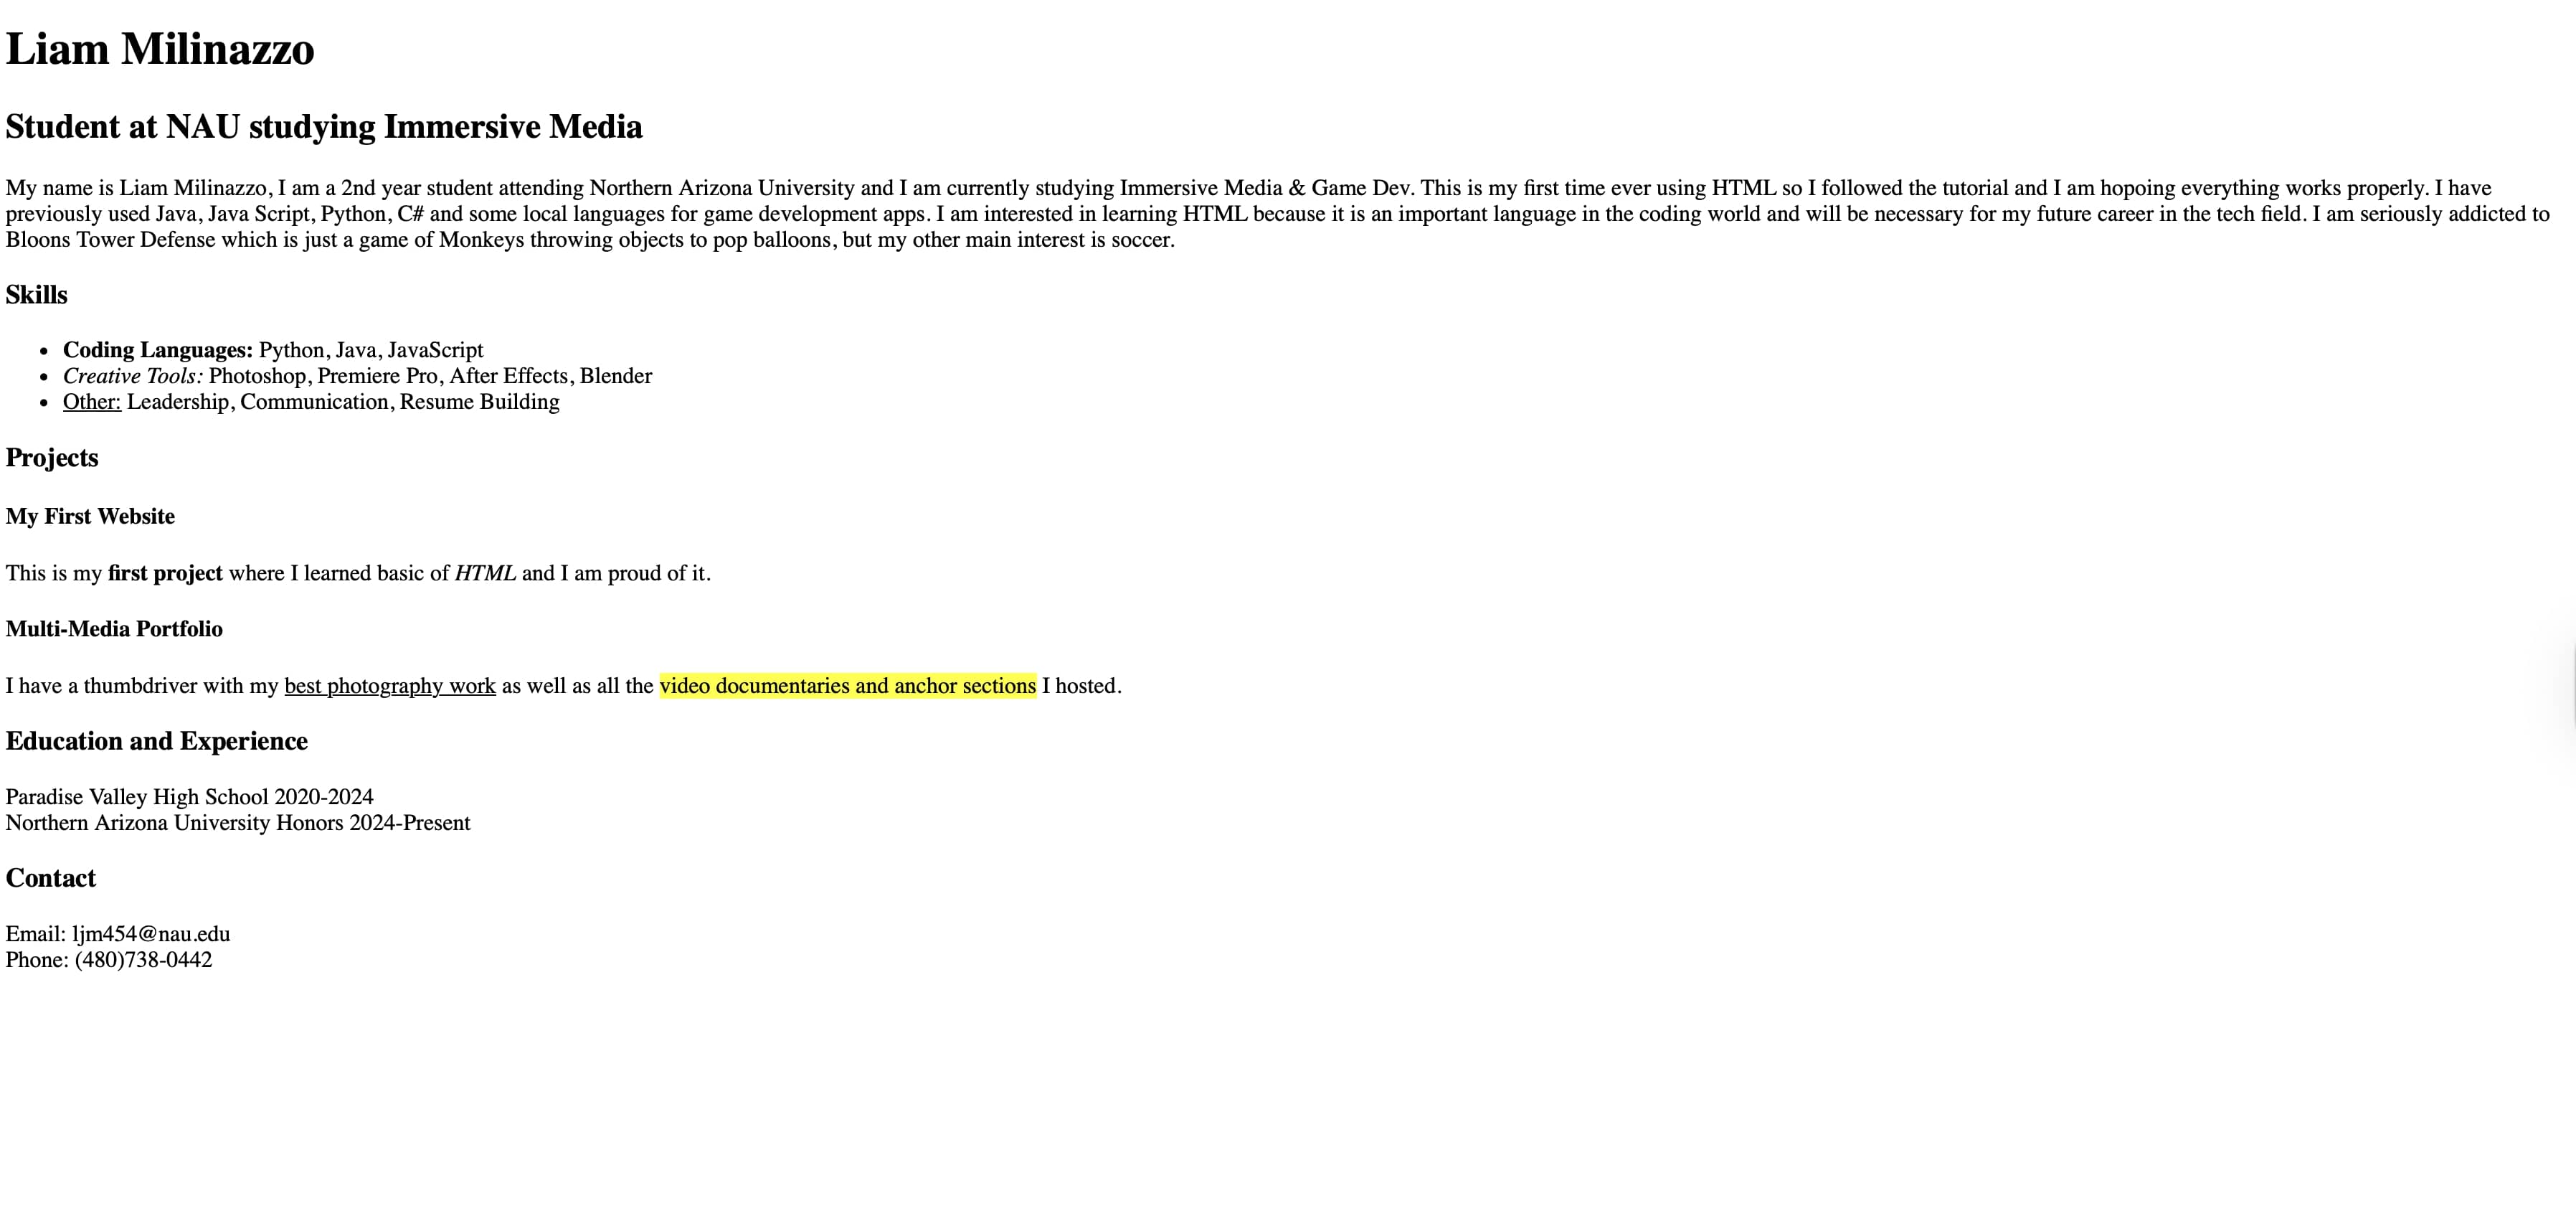 Liam Milinazzo
Student at NAU studying Immersive Media
My name is Liam Milinazzo, I am a 2nd year student attending Northern Arizona University and I am currently studying Immersive Media & Game Dev. This is my first time ever using HTML so I followed the tutorial and I am hopoing everything works properly. I have
previously used Java, Java Script, Python, C# and some local languages for game development apps. I am interested in learning HTML because it is an important language in the coding world and will be necessary for my future career in the tech field. I am seriously addicted to
Bloons Tower Defense which is just a game of Monkeys throwing objects to pop balloons, but my other main interest is soccer.
Skills
• Coding Languages: Python, Java, JavaScript
• Creative Tools: Photoshop, Premiere Pro, After Effects, Blender
• Other: Leadership, Communication, Resume Building
Projects
My First Website
This is my first project where I learned basic of HTML and I am proud of it.
Multi-Media Portfolio
I have a thumbdriver with my best photography work as well as all the video documentaries and anchor sections I hosted.
Education and Experience
Paradise Valley High School 2020-2024
Northern Arizona University Honors 2024-Present
Contact
Email: ljm454@nau.edu
Phone: (480)738-0442